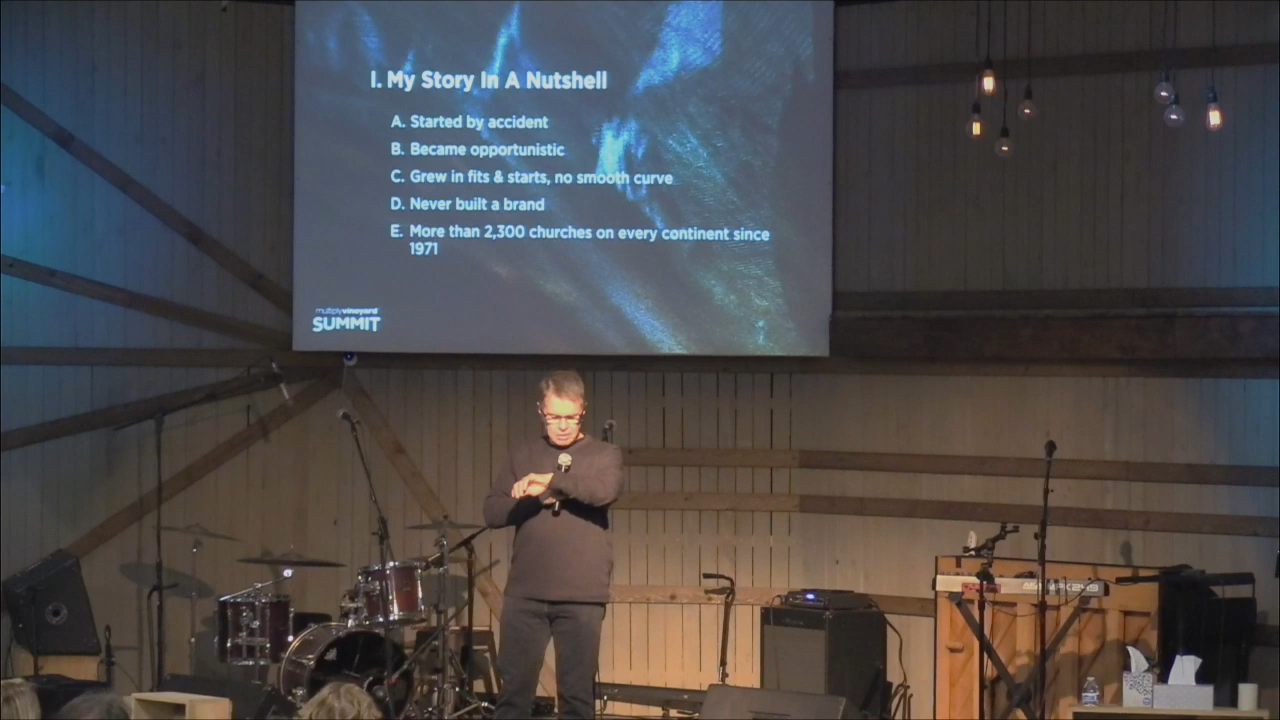 I. My Story In A Nutshell
A. Started by accident
B. Became opportunistic
C. Grew in fits & starts, no smooth curve
D. Never built a brand
E. More than 2,300 churches on every continent since
1971
multiplyvineyard
SUMMIT